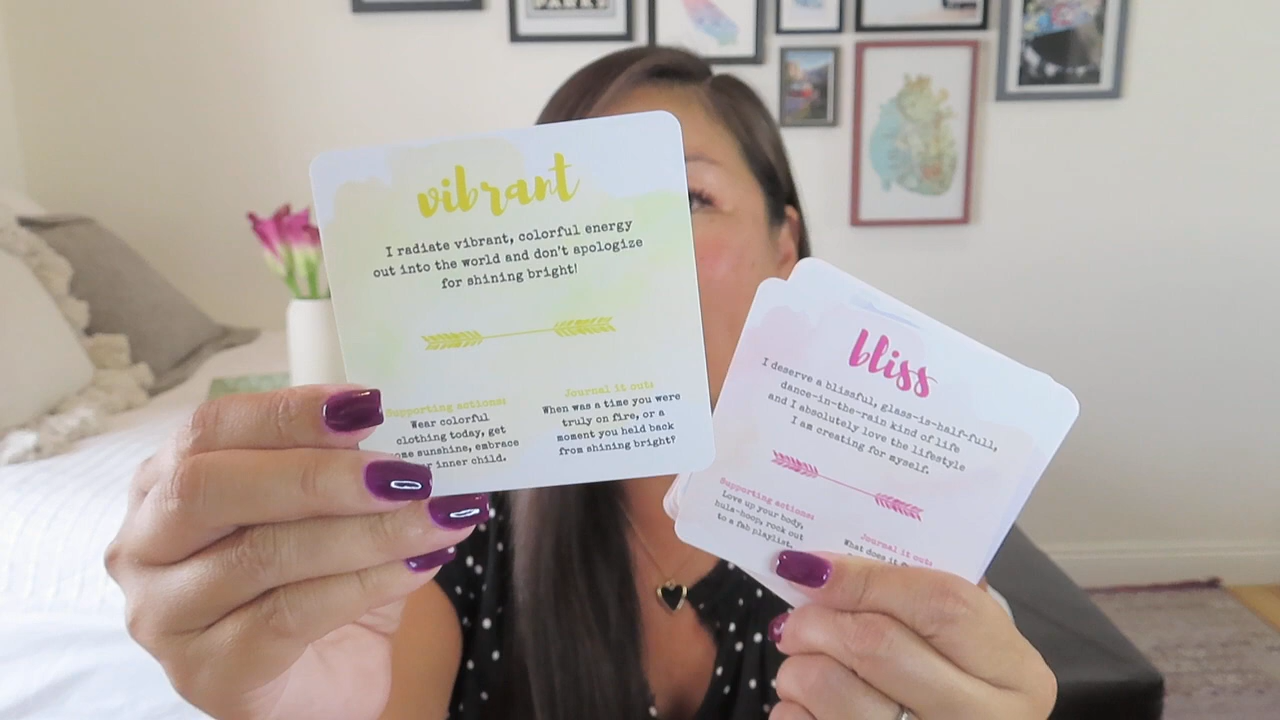 PARKS
vibrant
I radiate vibrant, colorful energy
out into the world and don't apologize
for shining bright!
Supporting actions:
Wear colorful
clothing today, get
some sunshine, embrace
inner child.
Journal it out:
When was a time you were
truly on fire, or a
moment you held back
from shining bright?
bliss
I deserve a blissful, glass-is-half-full,
dance-in-the-rain kind of life
and I absolutely love the lifestyle
I am creating for myself.
Supporting actions:
Love up your body,
hula-hoop, rock out
to a fab playlist.
Journal it out:
What does it